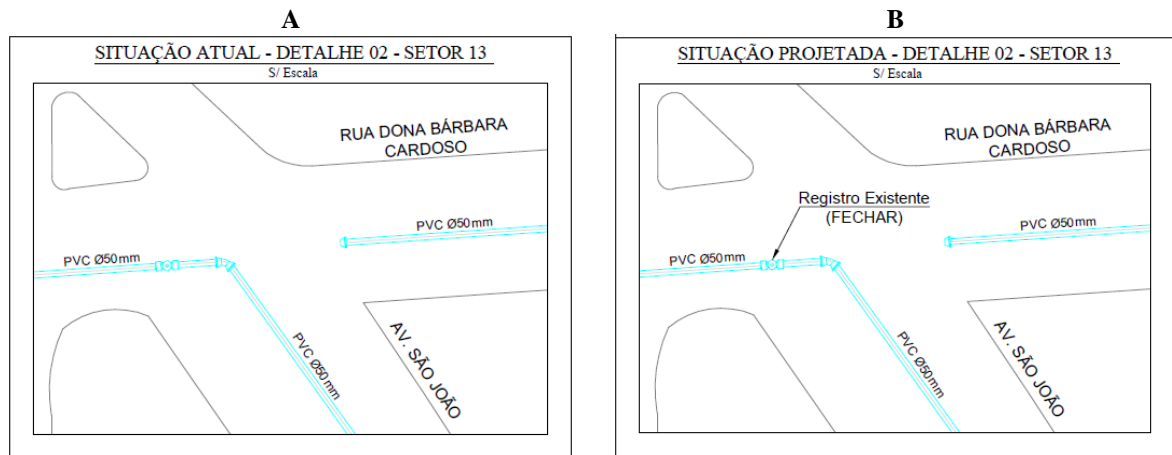 A
SITUAÇÃO ATUAL - DETALHE 02 - SETOR 13
S/ Escala
RUA DONA BÁRBARA
CARDOSO
PVC Ø50mm
PVC Ø50mm
PVC Ø50mm
AV. SÃO JOÃO
B
SITUAÇÃO PROJETADA - DETALHE 02 - SETOR 13
S/ Escala
RUA DONA BÁRBARA
CARDOSO
Registro Existente
(FECHAR)
PVC Ø50mm
PVC Ø50mm
PVC Ø50mm
AV. SÃO JOÃO